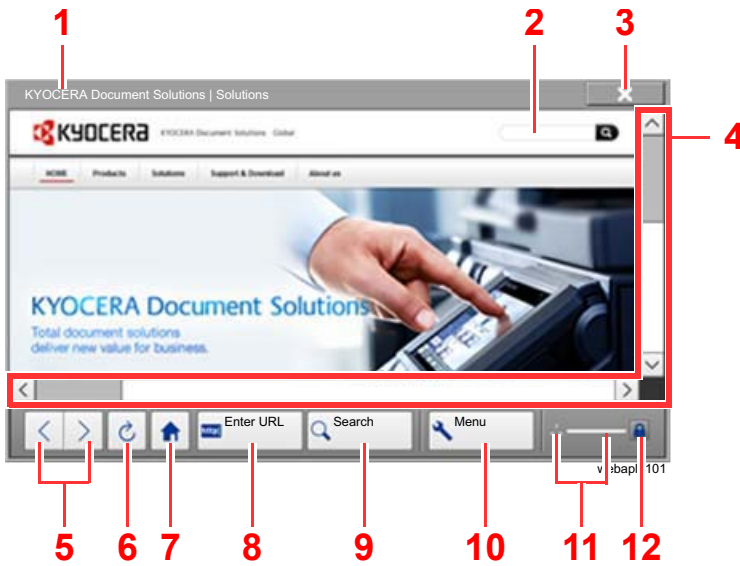 1 2 3
KYOCERA Document Solutions | Solutions
4
KYOCERA KYOCERA Document Solutions Global
HOME Products Solutions Support & Download About us
KYOCERA Document Solutions
Total document solutions
deliver new value for business.
Enter URL Search Menu
5 6 7 8 9 10 11 12